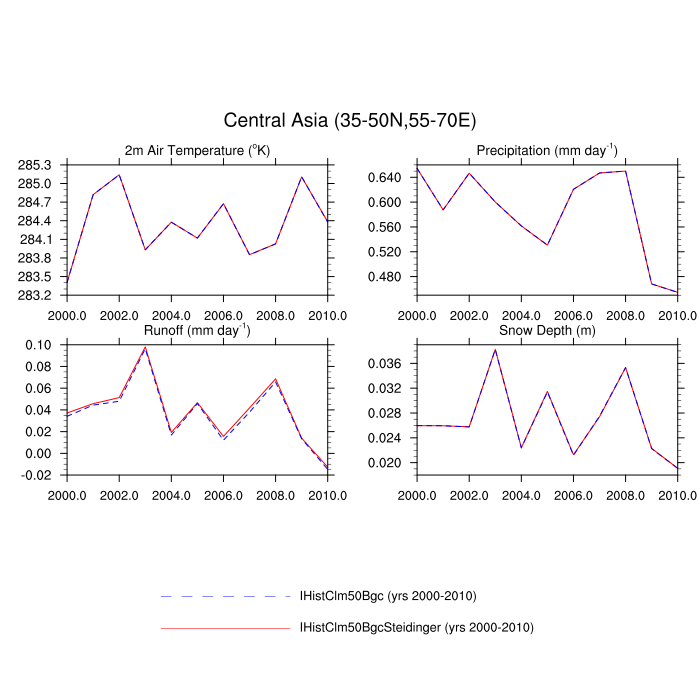 Central Asia (35-50N,55-70E)
2m Air Temperature (°K)
285.3
285.0
284.7
284.4
284.1
283.8
283.5
283.2
2000.0 2002.0 2004.0 2006.0 2008.0 2010.0
Precipitation (mm day⁻¹)
0.640
0.600
0.560
0.520
0.480
2000.0 2002.0 2004.0 2006.0 2008.0 2010.0
Runoff (mm day⁻¹)
0.10
0.08
0.06
0.04
0.02
0.00
-0.02
2000.0 2002.0 2004.0 2006.0 2008.0 2010.0
Snow Depth (m)
0.036
0.032
0.028
0.024
0.020
2000.0 2002.0 2004.0 2006.0 2008.0 2010.0
IHistClm50Bgc (yrs 2000-2010)
IHistClm50BgcSteidinger (yrs 2000-2010)